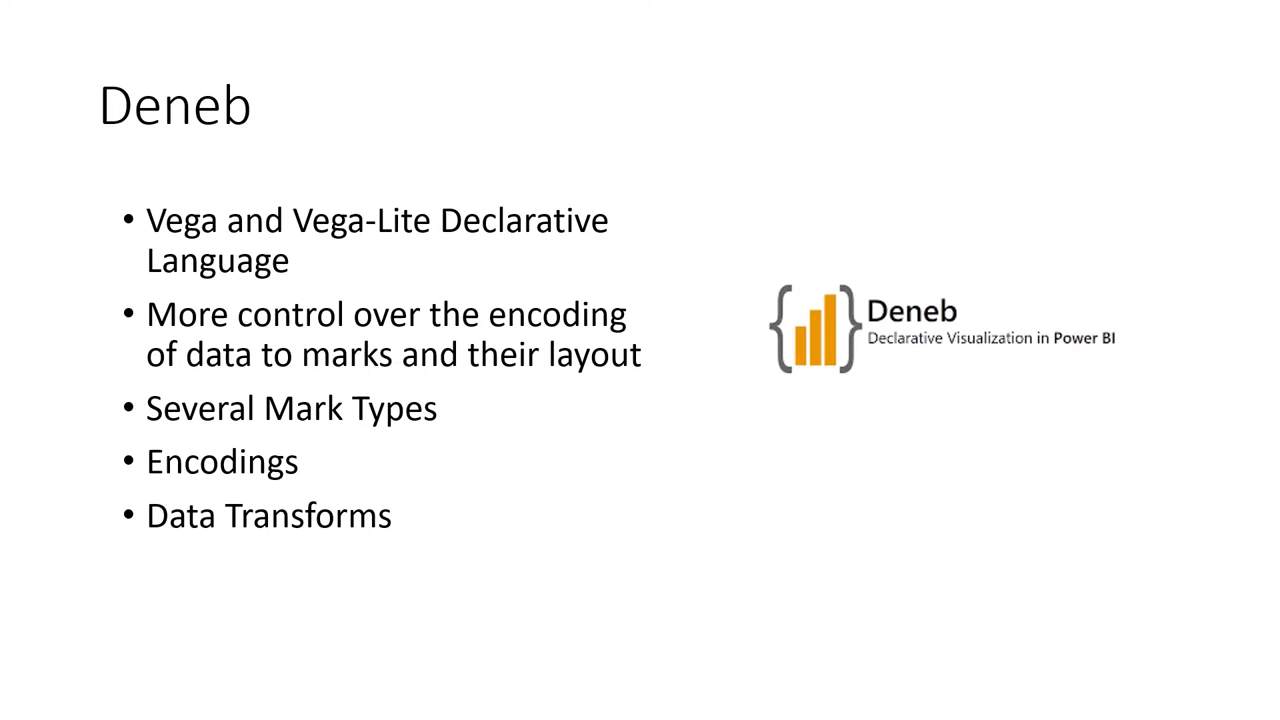 Deneb
• Vega and Vega-Lite Declarative
Language
• More control over the encoding
of data to marks and their layout
• Several Mark Types
• Encodings
• Data Transforms
Deneb
Declarative Visualization in Power BI